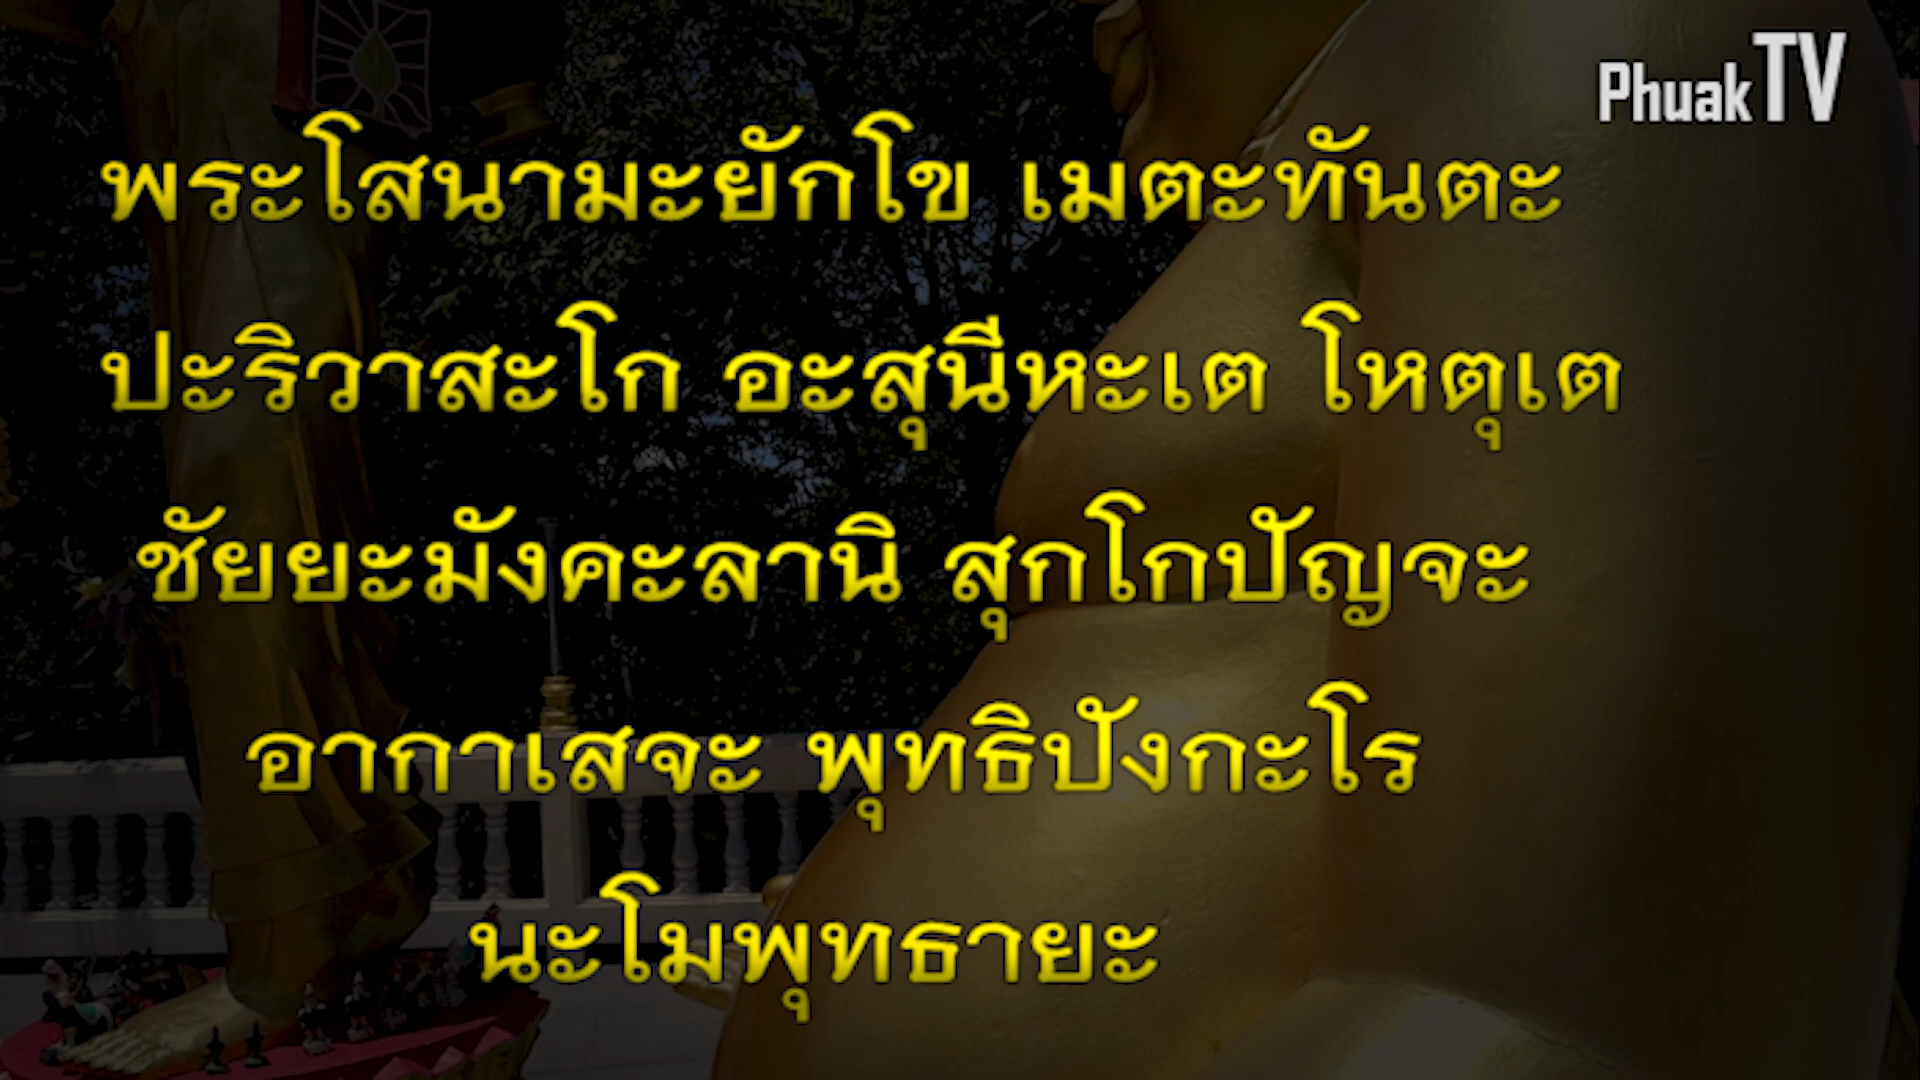 Phuak TV
พระโสนามะยักโข เมตะทันตะ
ปะริวาสะโก อะสุนีหะเต โหตุเต
ชัยยะมังคะลานิ สุกโกปัญจะ
อากาเสจะ พุทธิปังกะโร
นะโมพุทธายะ